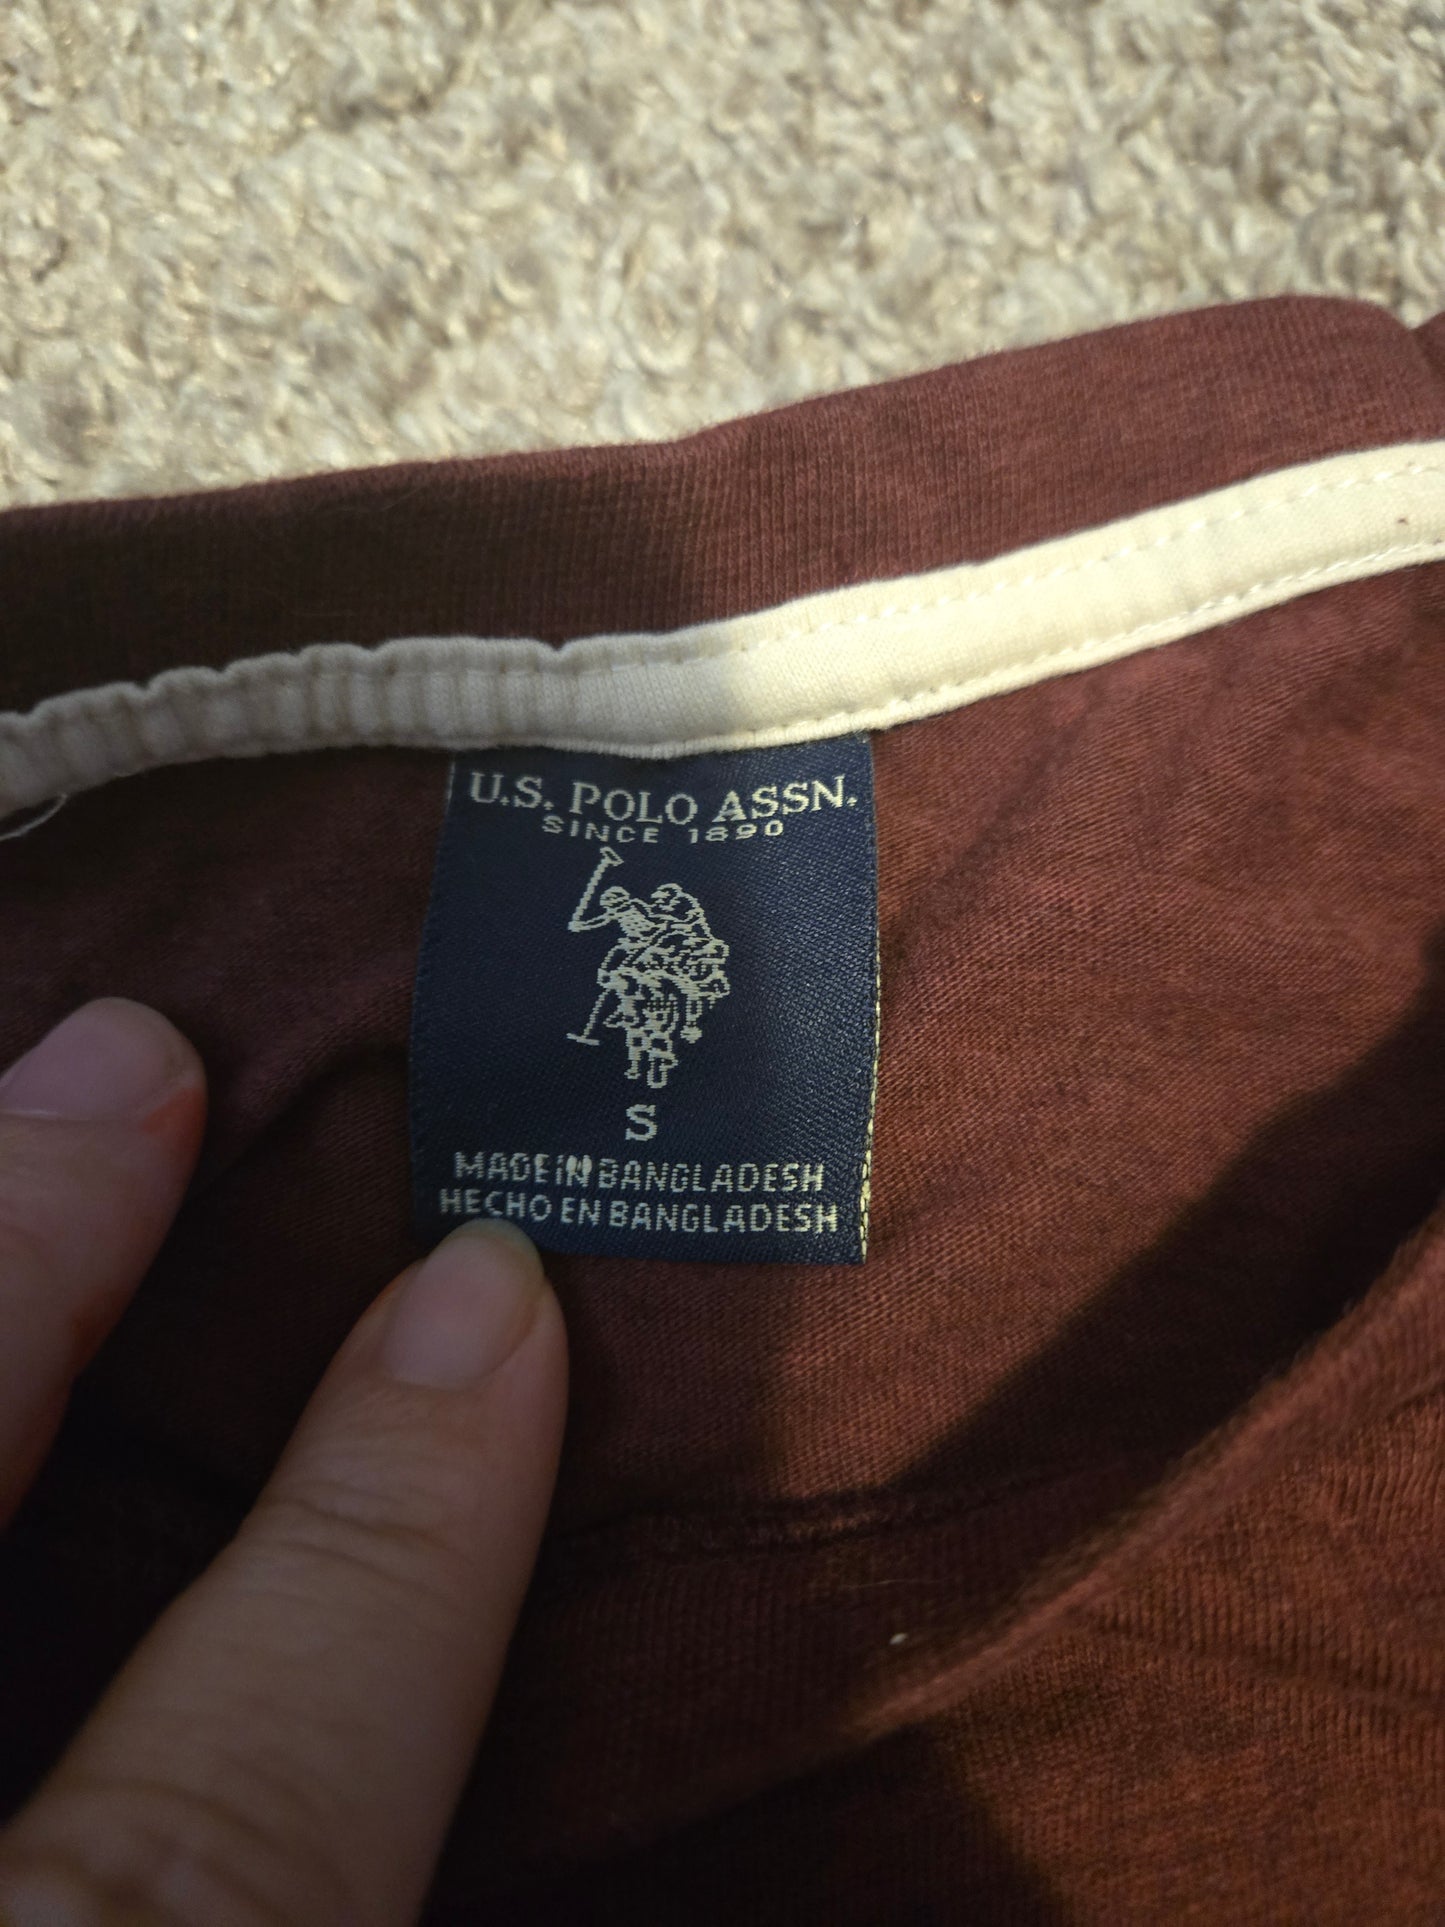 U.S. POLO ASSN.
SINCE 1890
S
MADE IN BANGLADESH
HECHO EN BANGLADESH